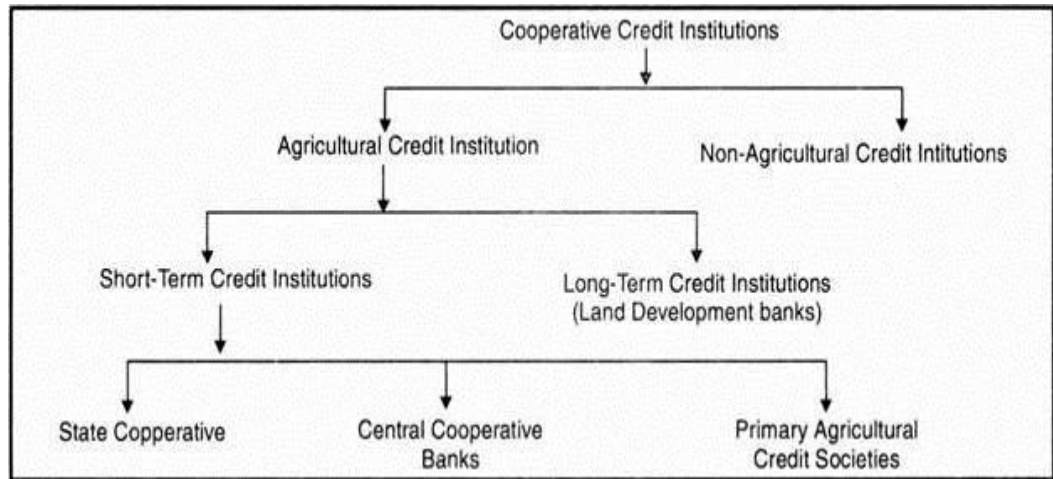 Cooperative Credit Institutions
Agricultural Credit Institution
Non-Agricultural Credit Intitutions
Short-Term Credit Institutions
Long-Term Credit Institutions
(Land Development banks)
State Copperative
Central Cooperative
Banks
Primary Agricultural
Credit Societies